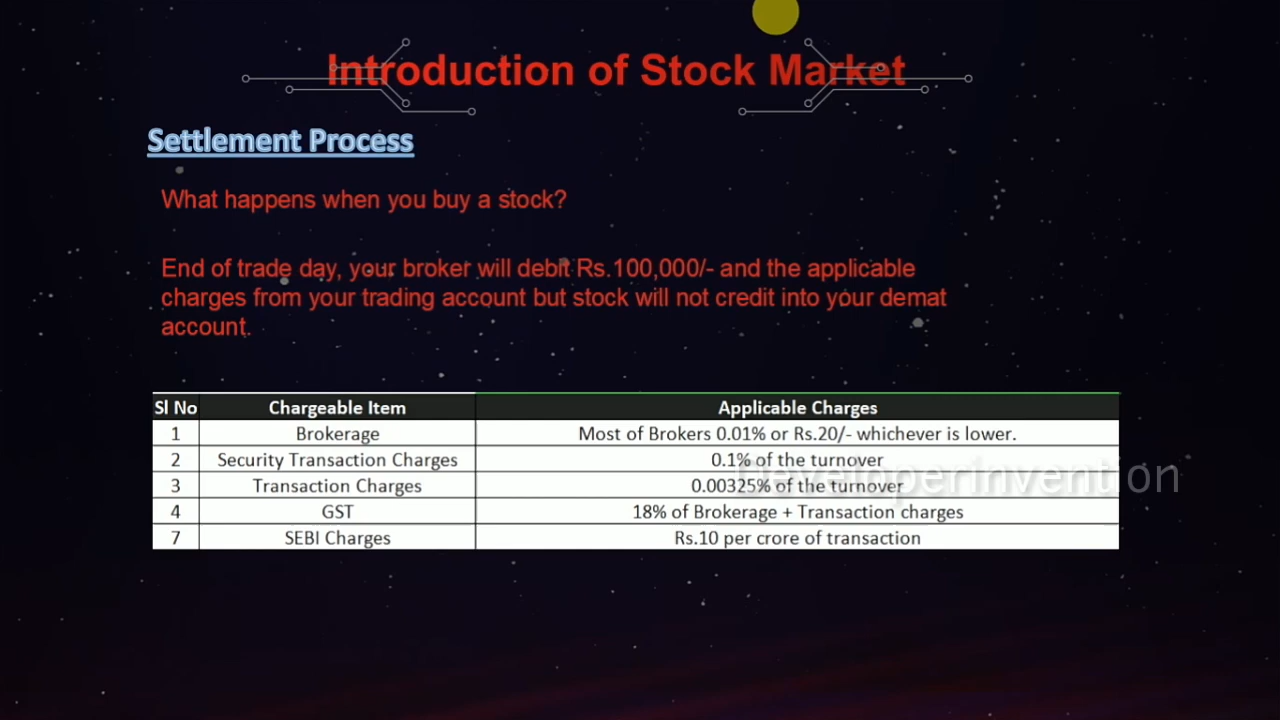 Introduction of Stock Market
Settlement Process
What happens when you buy a stock?
End of trade day, your broker will debit Rs.100,000/- and the applicable
charges from your trading account but stock will not credit into your demat
account.
Sl No Chargeable Item Applicable Charges
1 Brokerage Most of Brokers 0.01% or Rs.20/- whichever is lower.
2 Security Transaction Charges 0.1% of the turnover
3 Transaction Charges 0.00325% of the turnover
DeveloperInvention
4 GST 18% of Brokerage + Transaction charges
7 SEBI Charges Rs.10 per crore of transaction